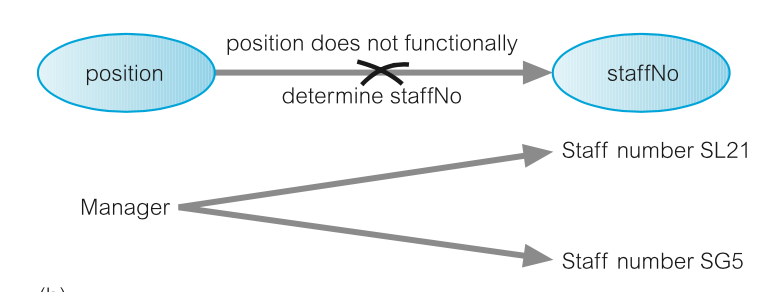 position does not functionally
position
staffNo
determine staffNo
Staff number SL21
Manager
Staff number SG5
(b)